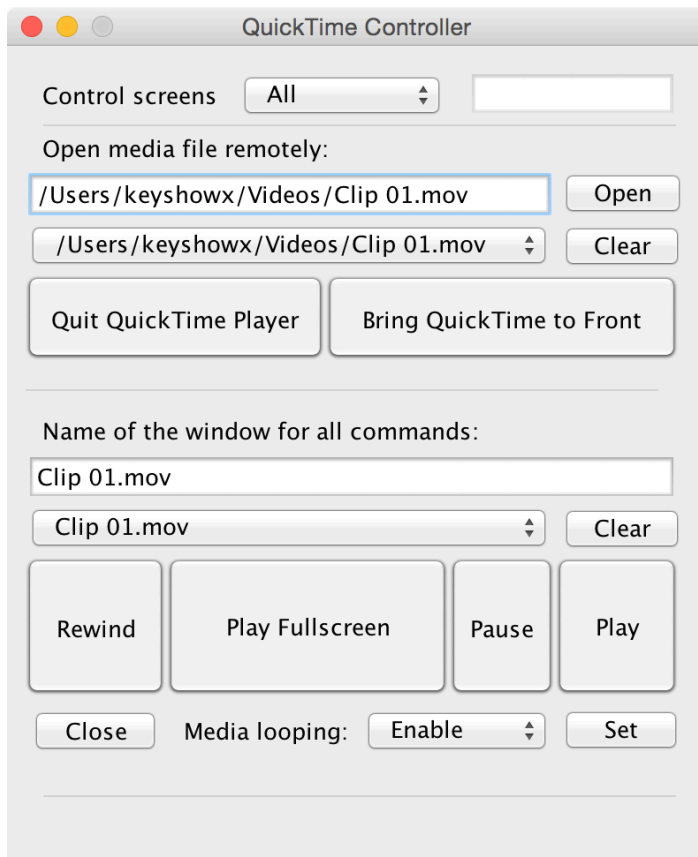 QuickTime Controller
Control screens All
Open media file remotely:
/Users/keyshowx/Videos/Clip 01.mov Open
/Users/keyshowx/Videos/Clip 01.mov Clear
Quit QuickTime Player Bring QuickTime to Front
Name of the window for all commands:
Clip 01.mov
Clip 01.mov Clear
Rewind Play Fullscreen Pause Play
Close Media looping: Enable Set